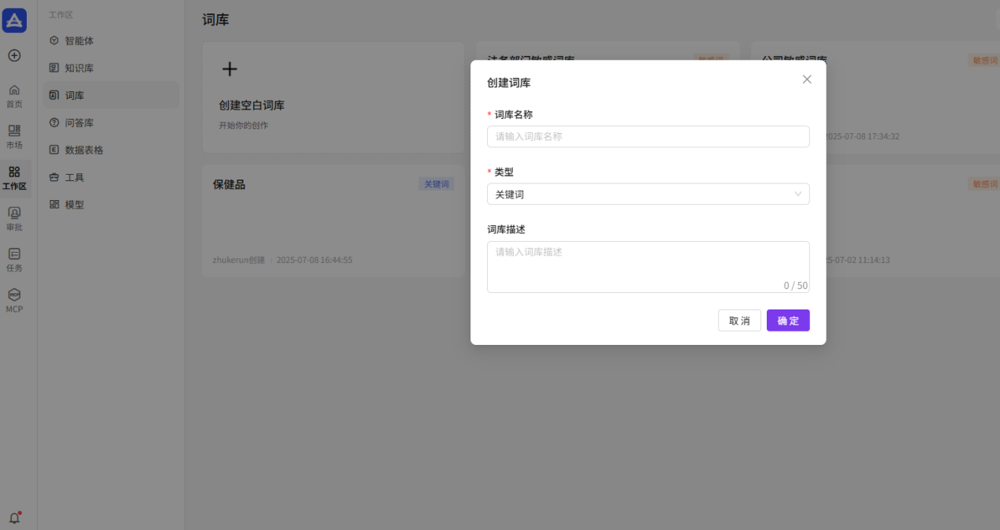 工作区
智能体
知识库
词库
问答库
数据表格
工具
模型
首页
市场
工作区
审批
任务
MCP
词库
创建空白词库
开始你的创作
法务部门敏感词库
敏感词
公司敏感词库
敏感词
2025-07-08 17:34:32
保健品
关键词
zhukerun创建
2025-07-08 16:44:55
敏感词
5-07-02 11:14:13
创建词库
* 词库名称
请输入词库名称
* 类型
关键词
词库描述
请输入词库描述
0 / 50
取 消
确 定